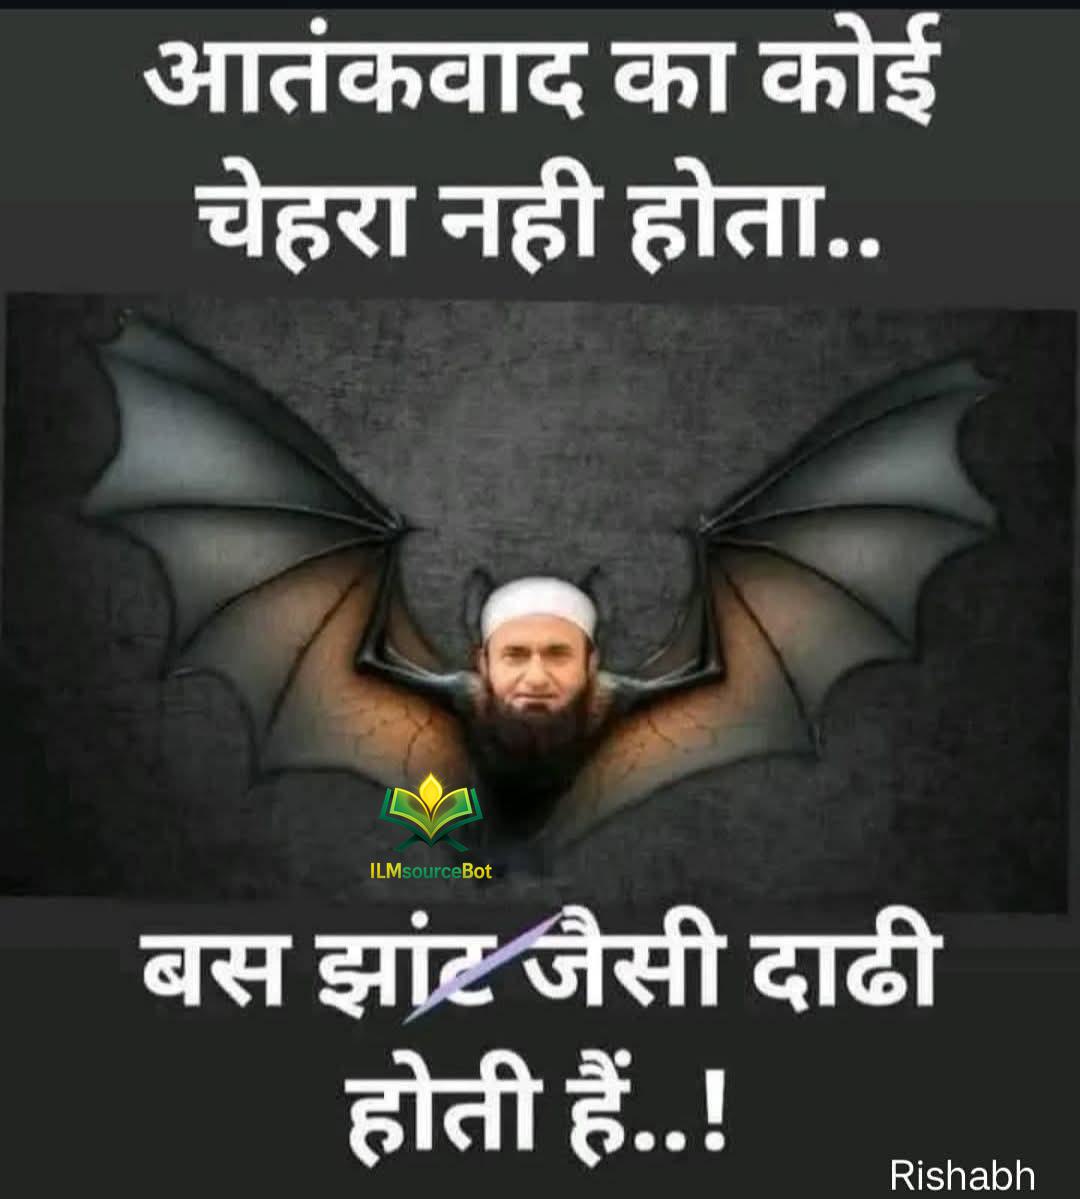 आतंकवाद का कोई
चेहरा नही होता..
ILMsourceBot
बस झांट जैसी दाढी
होती हैं..!
Rishabh